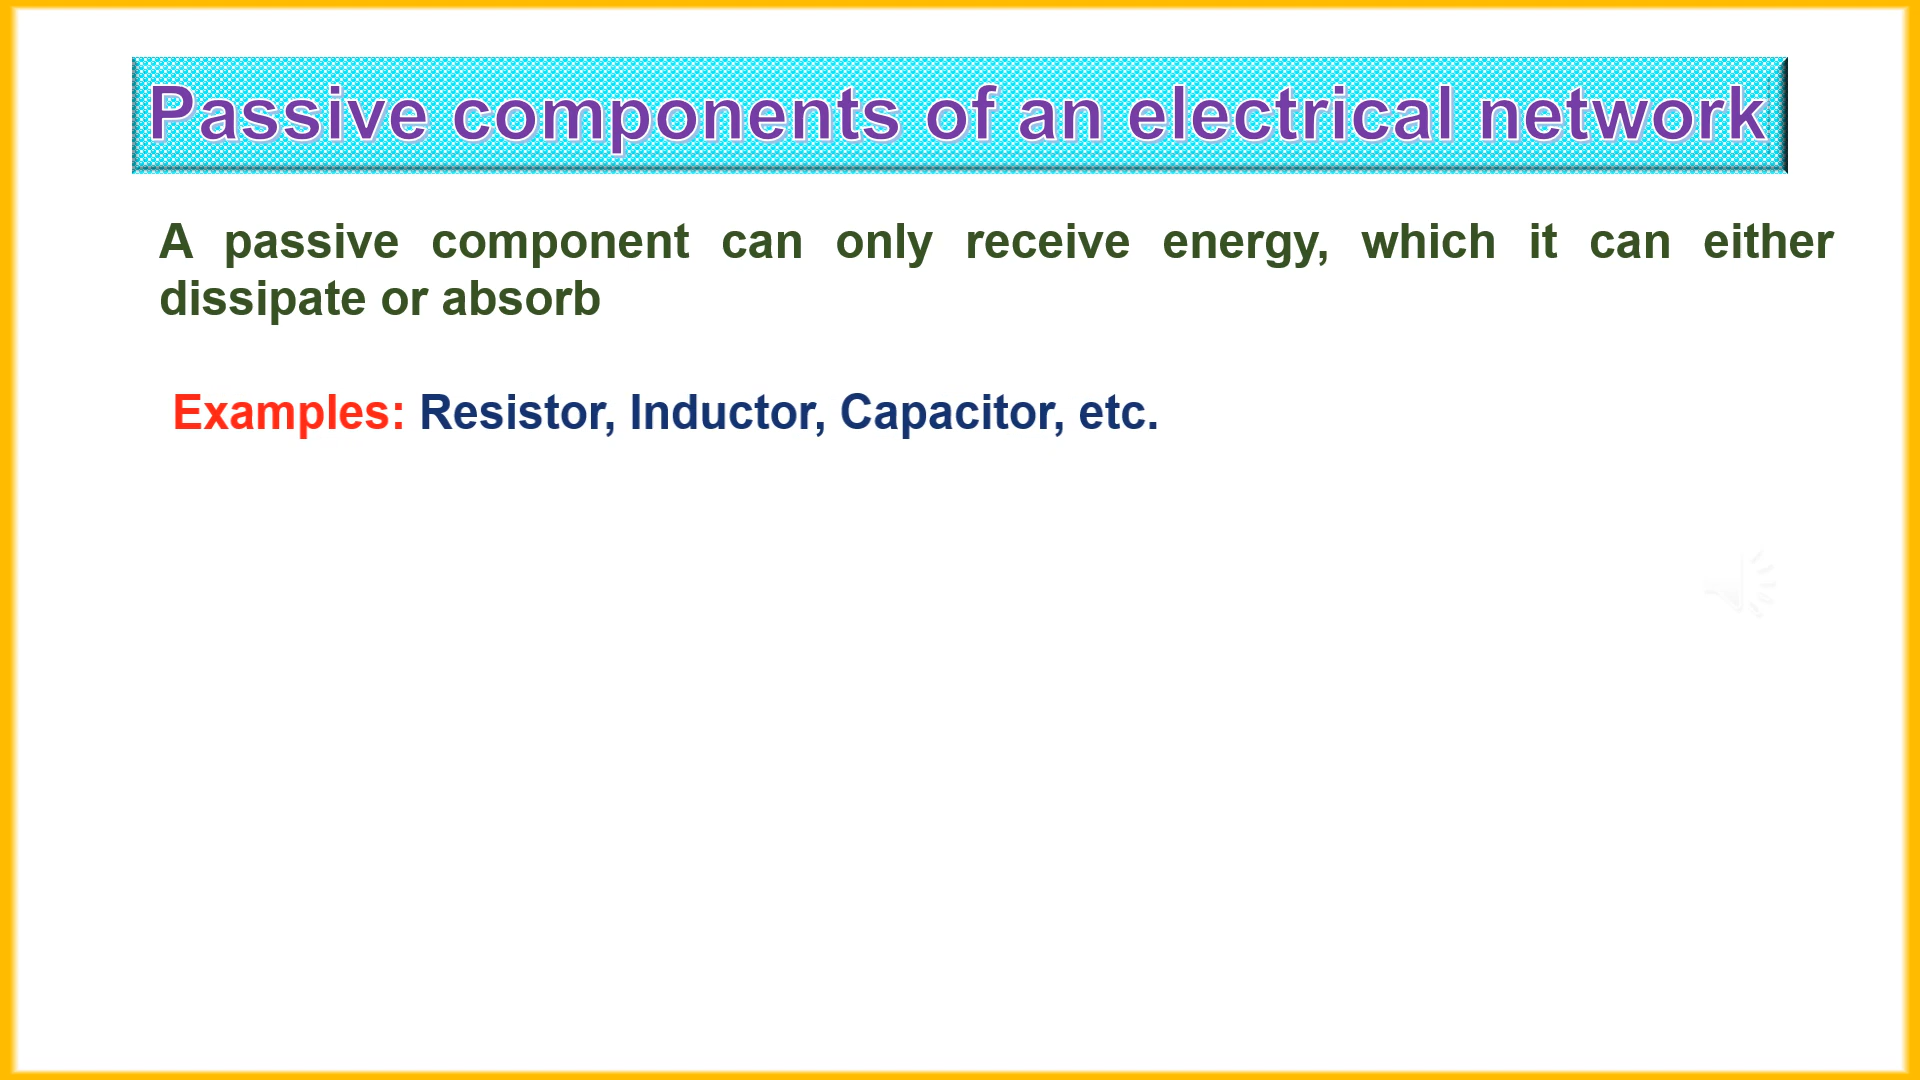 Passive components of an electrical network
A passive component can only receive energy, which it can either
dissipate or absorb
Examples: Resistor, Inductor, Capacitor, etc.